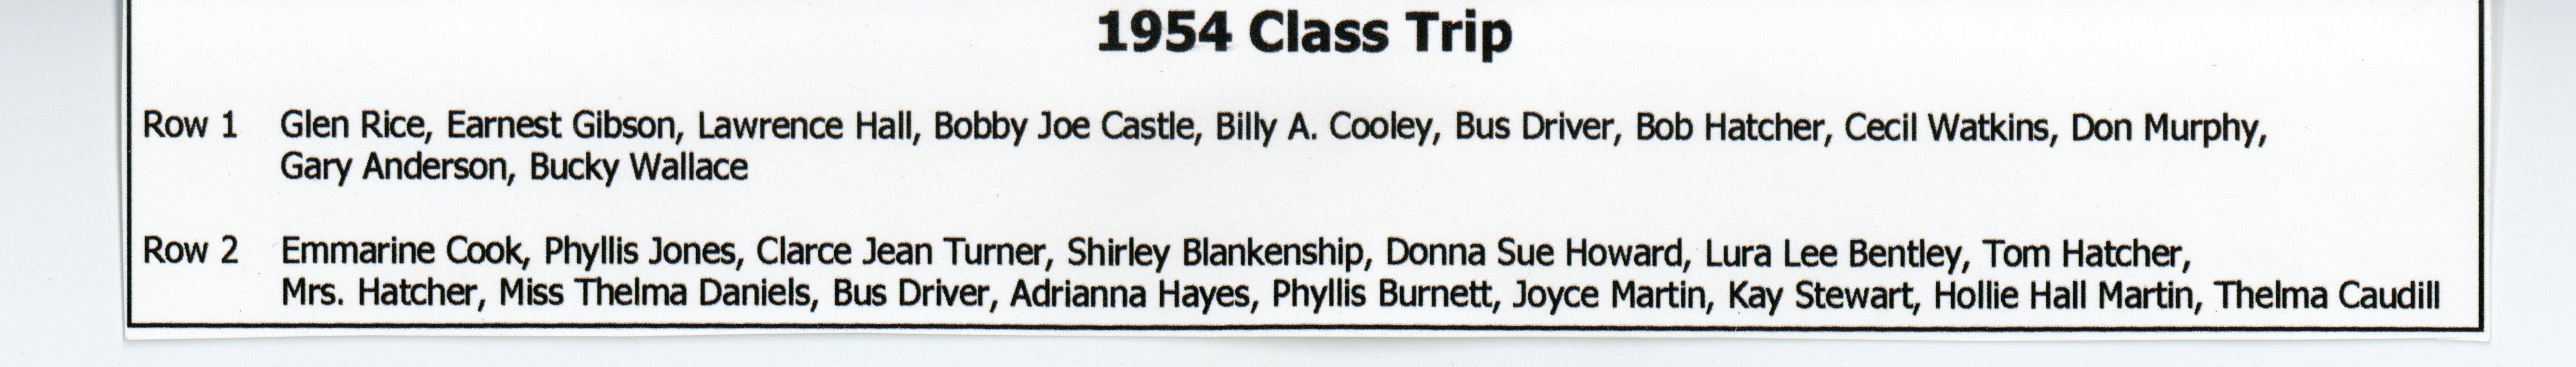 1954 Class Trip
Row 1 Glen Rice, Earnest Gibson, Lawrence Hall, Bobby Joe Castle, Billy A. Cooley, Bus Driver, Bob Hatcher, Cecil Watkins, Don Murphy,
Gary Anderson, Bucky Wallace
Row 2 Emmarine Cook, Phyllis Jones, Clarce Jean Turner, Shirley Blankenship, Donna Sue Howard, Lura Lee Bentley, Tom Hatcher,
Mrs. Hatcher, Miss Thelma Daniels, Bus Driver, Adrianna Hayes, Phyllis Burnett, Joyce Martin, Kay Stewart, Hollie Hall Martin, Thelma Caudill